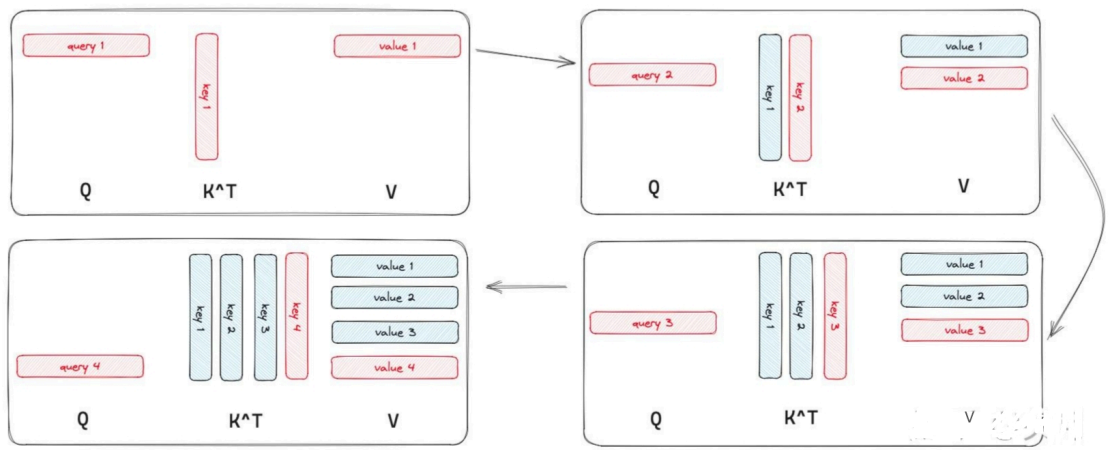 query 1
key 1
value 1
Q
K^T
V
query 2
key 1
key 2
value 1
value 2
Q
K^T
V
query 3
key 1
key 2
key 3
value 1
value 2
value 3
Q
K^T
V
query 4
key 1
key 2
key 3
key 4
value 1
value 2
value 3
value 4
Q
K^T
V